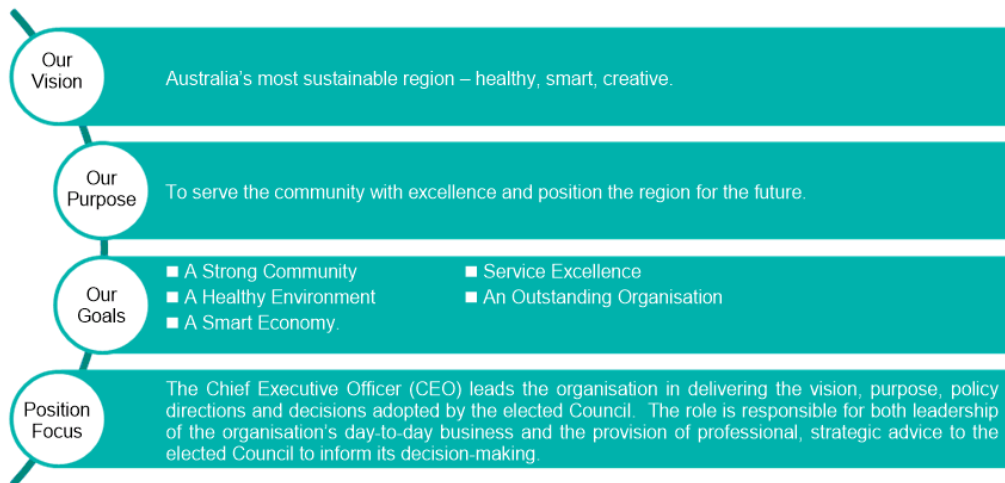 Our
Vision
Australia's most sustainable region – healthy, smart, creative.
Our
Purpose
To serve the community with excellence and position the region for the future.
Our
Goals
■ A Strong Community
■ A Healthy Environment
■ A Smart Economy.
■ Service Excellence
■ An Outstanding Organisation
Position
Focus
The Chief Executive Officer (CEO) leads the organisation in delivering the vision, purpose, policy
directions and decisions adopted by the elected Council.  The role is responsible for both leadership
of the organisation's day-to-day business and the provision of professional, strategic advice to the
elected Council to inform its decision-making.